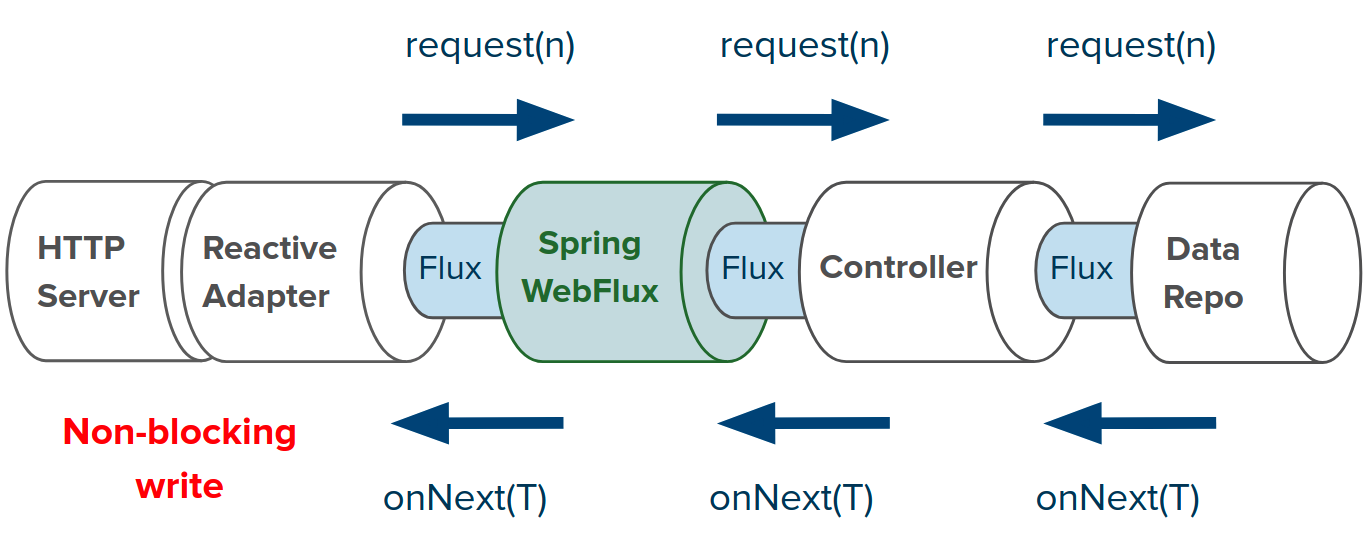 request(n) request(n) request(n)
HTTP
Server
Reactive
Adapter
Flux
Spring
WebFlux
Flux
Controller
Flux
Data
Repo
Non-blocking
write
onNext(T) onNext(T) onNext(T)